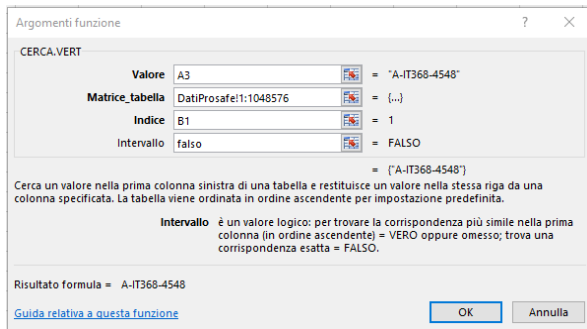 Argomenti funzione ? ×
CERCA.VERT
Valore A3 = "A-IT368-4548"
Matrice_tabella DatiProsafe!1:1048576 = {...}
Indice B1 = 1
Intervallo falso = FALSO
= {"A-IT368-4548"}
Cerca un valore nella prima colonna sinistra di una tabella e restituisce un valore nella stessa riga da una
colonna specificata. La tabella viene ordinata in ordine ascendente per impostazione predefinita.
Intervallo è un valore logico: per trovare la corrispondenza più simile nella prima
colonna (in ordine ascendente) = VERO oppure omesso; trova una
corrispondenza esatta = FALSO.
Risultato formula = A-IT368-4548
Guida relativa a questa funzione OK Annulla